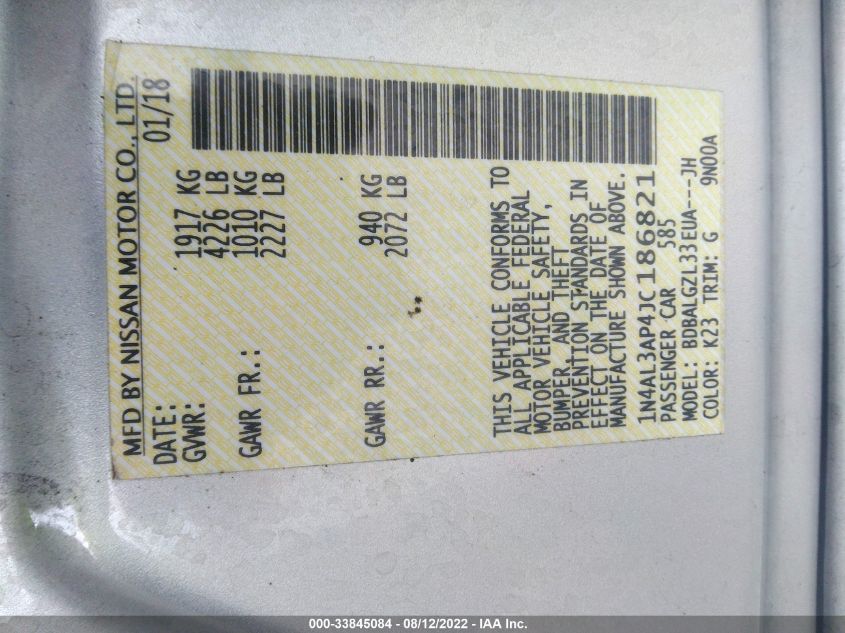 MFD BY NISSAN MOTOR CO., LTD.
DATE: 01/18
GVWR: 1917 KG
4226 LB
GAWR FR.: 1010 KG
2227 LB
GAWR RR.: 940 KG
2072 LB
THIS VEHICLE CONFORMS TO
ALL APPLICABLE FEDERAL
MOTOR VEHICLE SAFETY,
BUMPER, AND THEFT
PREVENTION STANDARDS IN
EFFECT ON THE DATE OF
MANUFACTURE SHOWN ABOVE.
1N4AL3AP4JC186821
PASSENGER CAR 585
MODEL: BDBALGZL33EUA---JH
COLOR: K23 TRIM: G 9N00A
000-33845084 - 08/12/2022 - IAA Inc.